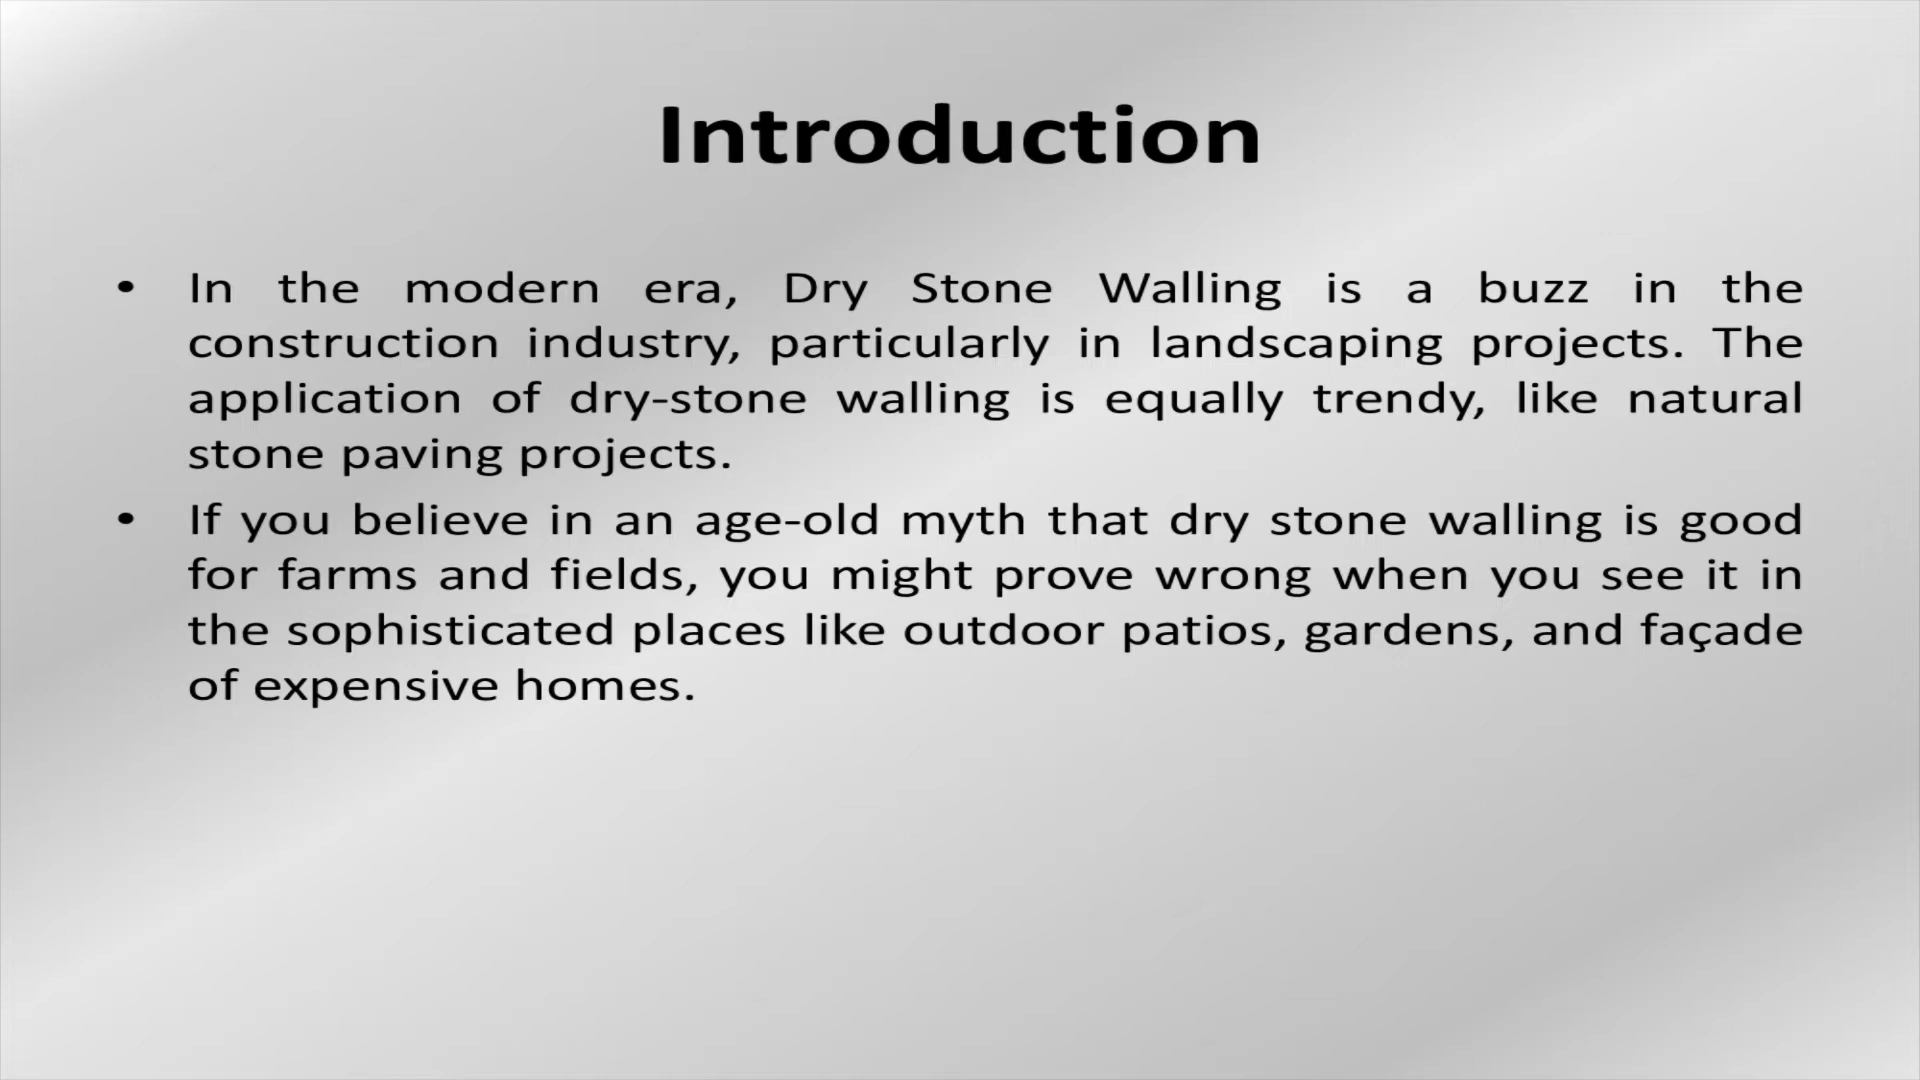 Introduction
• In the modern era, Dry Stone Walling is a buzz in the
construction industry, particularly in landscaping projects. The
application of dry-stone walling is equally trendy, like natural
stone paving projects.
• If you believe in an age-old myth that dry stone walling is good
for farms and fields, you might prove wrong when you see it in
the sophisticated places like outdoor patios, gardens, and façade
of expensive homes.